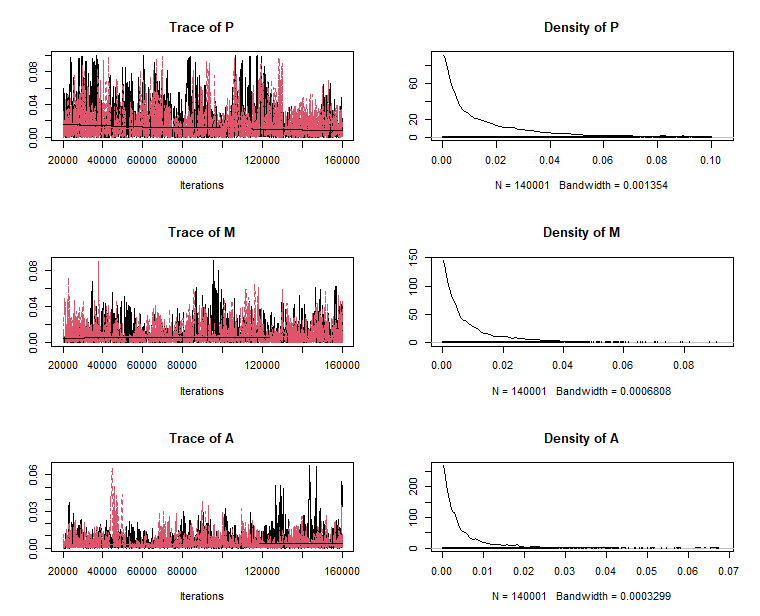 Trace of P
0.00 0.04 0.08
20000 40000 60000 80000 120000 160000
Iterations
Density of P
0 20 60
0.00 0.02 0.04 0.06 0.08 0.10
N = 140001 Bandwidth = 0.001354
Trace of M
0.00 0.04 0.08
20000 40000 60000 80000 120000 160000
Iterations
Density of M
0 50 100 150
0.00 0.02 0.04 0.06 0.08
N = 140001 Bandwidth = 0.0006808
Trace of A
0.00 0.03 0.06
20000 40000 60000 80000 120000 160000
Iterations
Density of A
0 100 200
0.00 0.01 0.02 0.03 0.04 0.05 0.06 0.07
N = 140001 Bandwidth = 0.0003299